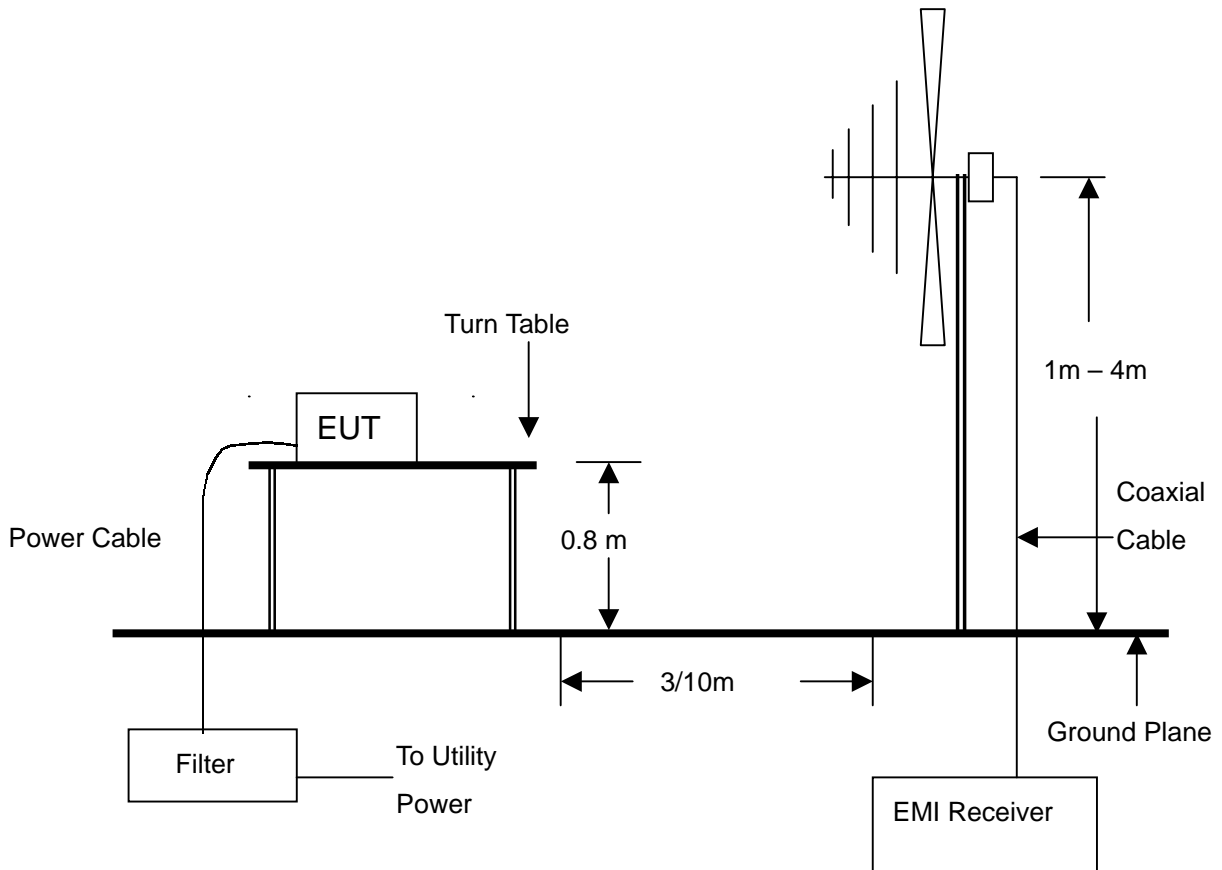 Turn Table
1m – 4m
EUT
Coaxial
Cable
Power Cable
0.8 m
3/10m
Ground Plane
Filter
To Utility
Power
EMI Receiver